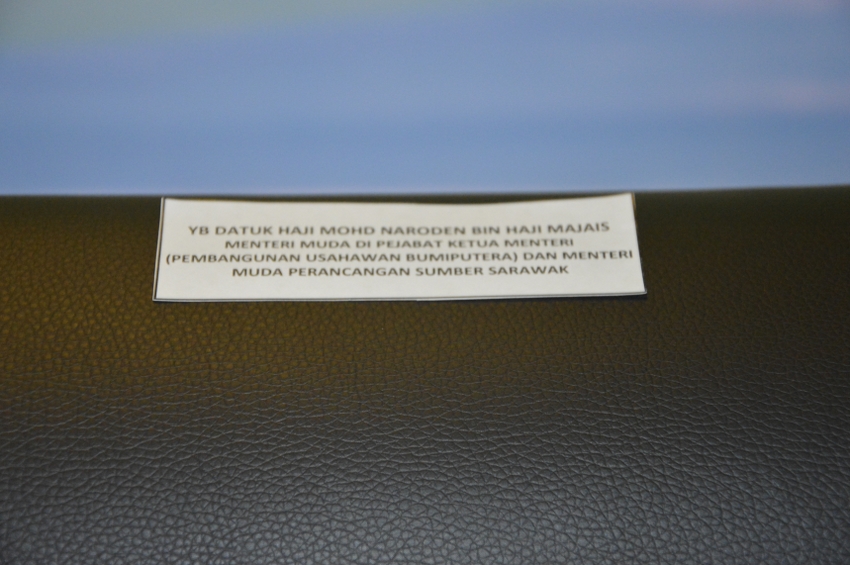 YB DATUK HAJI MOHD NARODEN BIN HAJI MAJAIS
MENTERI MUDA DI PEJABAT KETUA MENTERI
(PEMBANGUNAN USAHAWAN BUMIPUTERA) DAN MENTERI
MUDA PERANCANGAN SUMBER SARAWAK